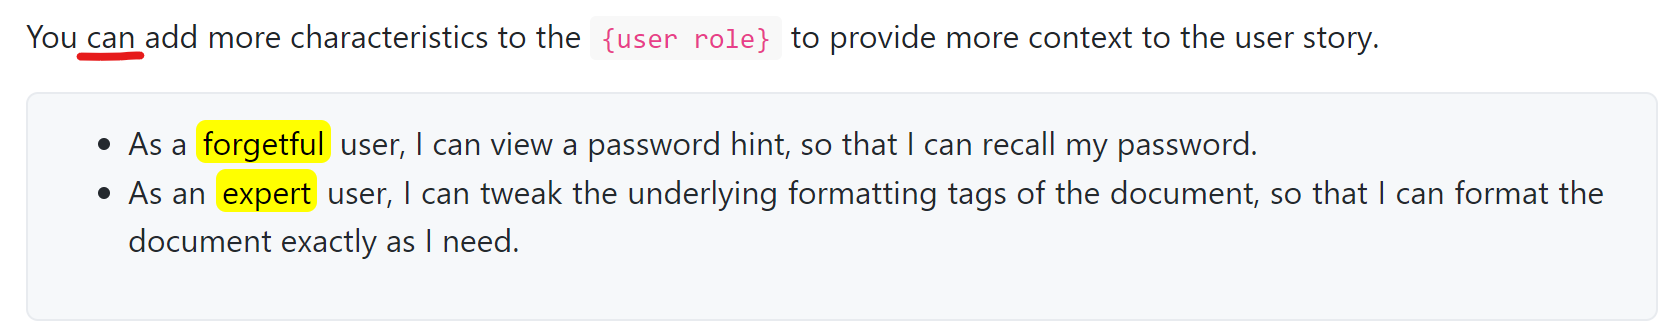 You can add more characteristics to the {user role} to provide more context to the user story.
• As a forgetful user, I can view a password hint, so that I can recall my password.
• As an expert user, I can tweak the underlying formatting tags of the document, so that I can format the
document exactly as I need.